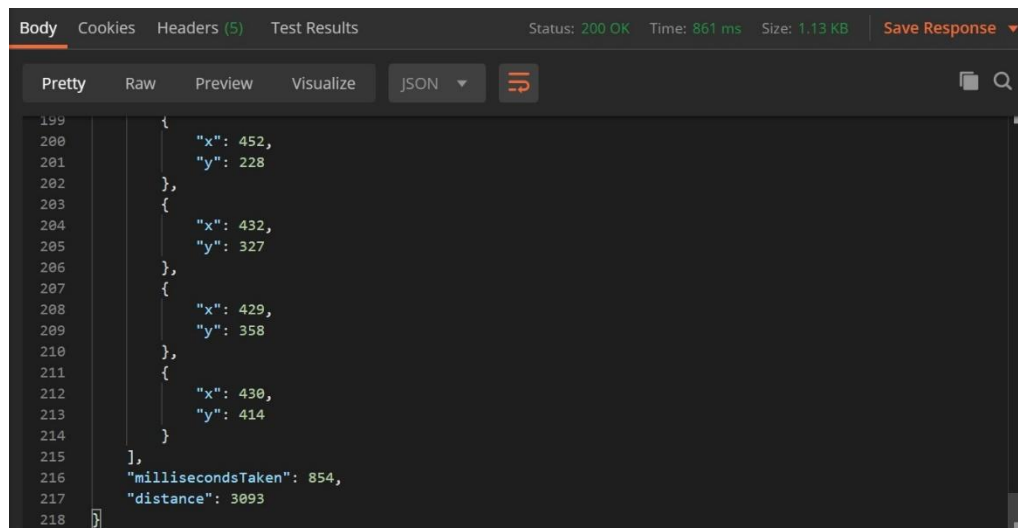 Body Cookies Headers (5) Test Results Status: 200 OK Time: 861 ms Size: 1.13 KB Save Response
Pretty Raw Preview Visualize JSON
199 {
200 "x": 452,
201 "y": 228
202 },
203 {
204 "x": 432,
205 "y": 327
206 },
207 {
208 "x": 429,
209 "y": 358
210 },
211 {
212 "x": 430,
213 "y": 414
214 }
215 ],
216 "millisecondsTaken": 854,
217 "distance": 3093
218 }